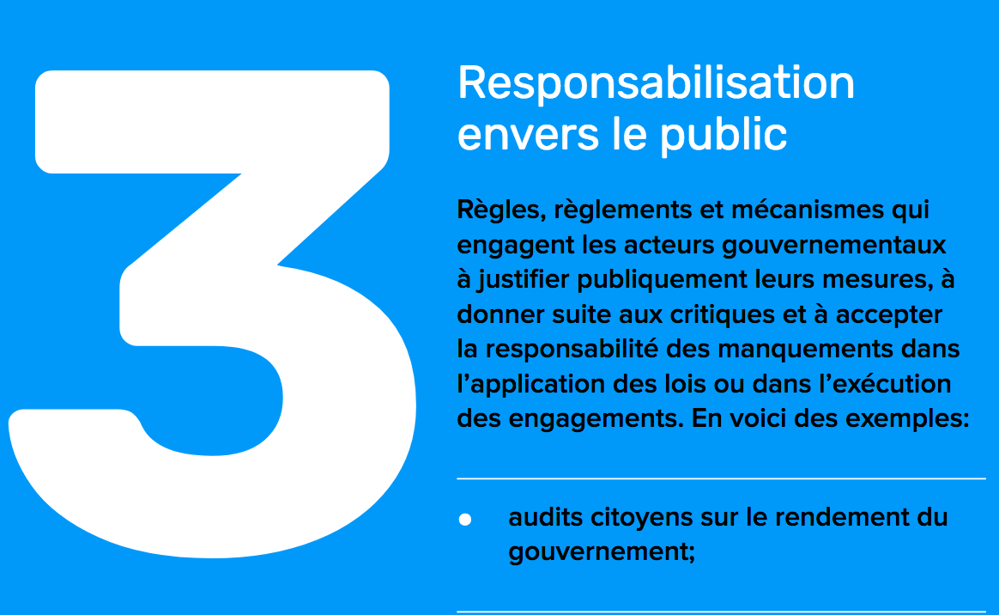 3
Responsabilisation
envers le public
Règles, règlements et mécanismes qui
engagent les acteurs gouvernementaux
à justifier publiquement leurs mesures, à
donner suite aux critiques et à accepter
la responsabilité des manquements dans
l’application des lois ou dans l’exécution
des engagements. En voici des exemples:
● audits citoyens sur le rendement du
gouvernement;